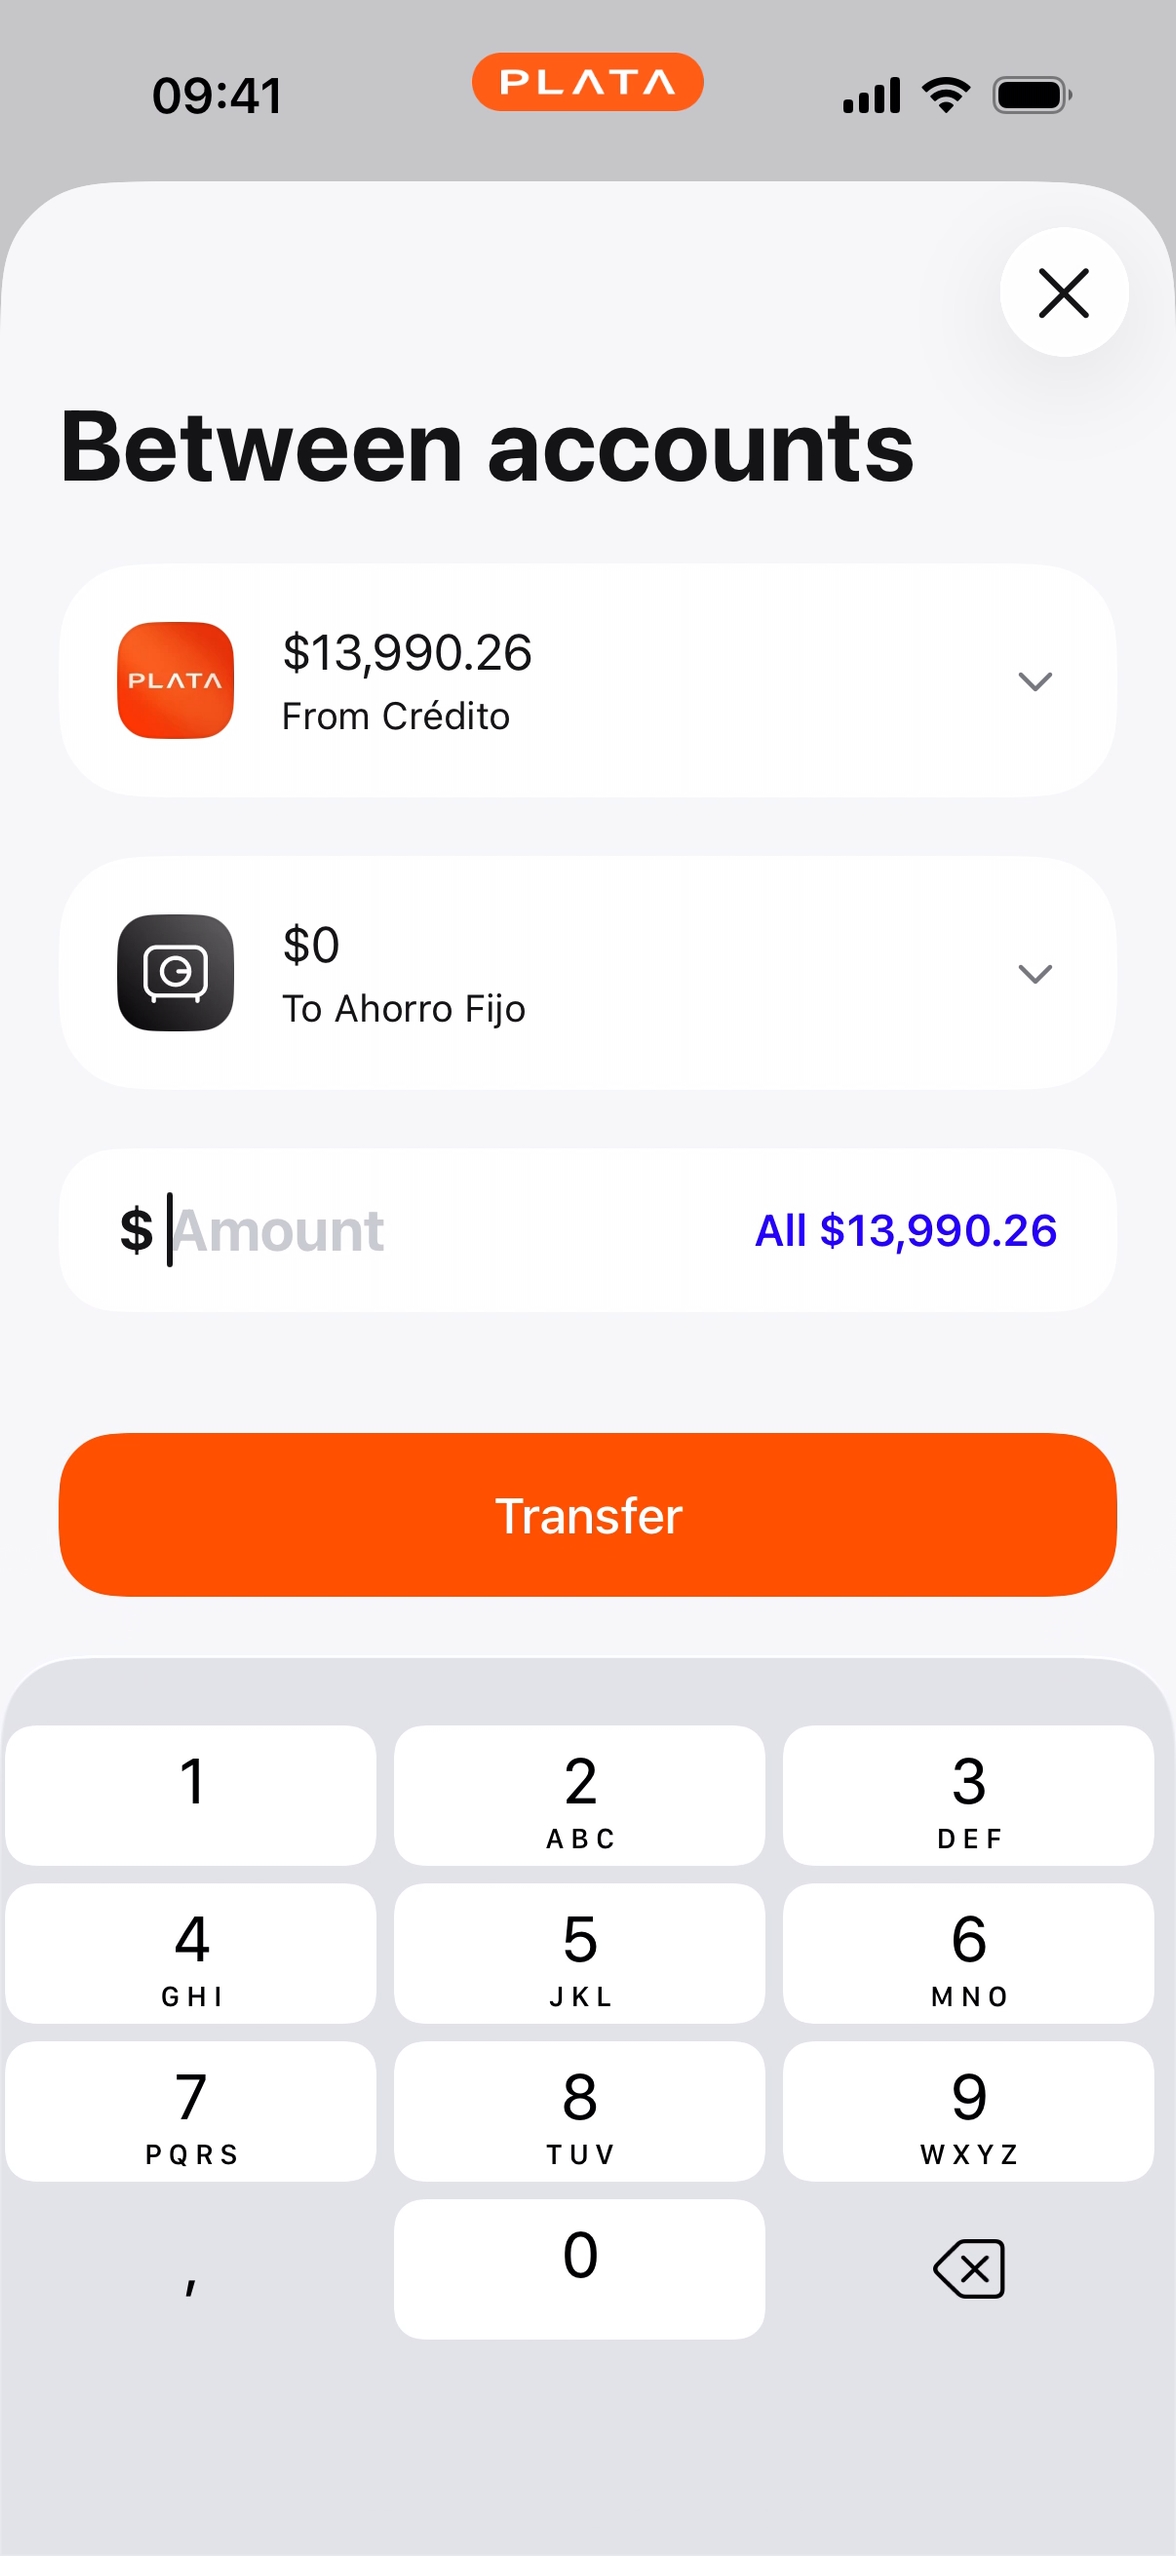 09:41
PLATA
Between accounts
PLATA
$13,990.26
From Crédito
$0
To Ahorro Fijo
$ Amount
All $13,990.26
Transfer
1
2
ABC
3
DEF
4
GHI
5
JKL
6
MNO
7
PQRS
8
TUV
9
WXYZ
,
0